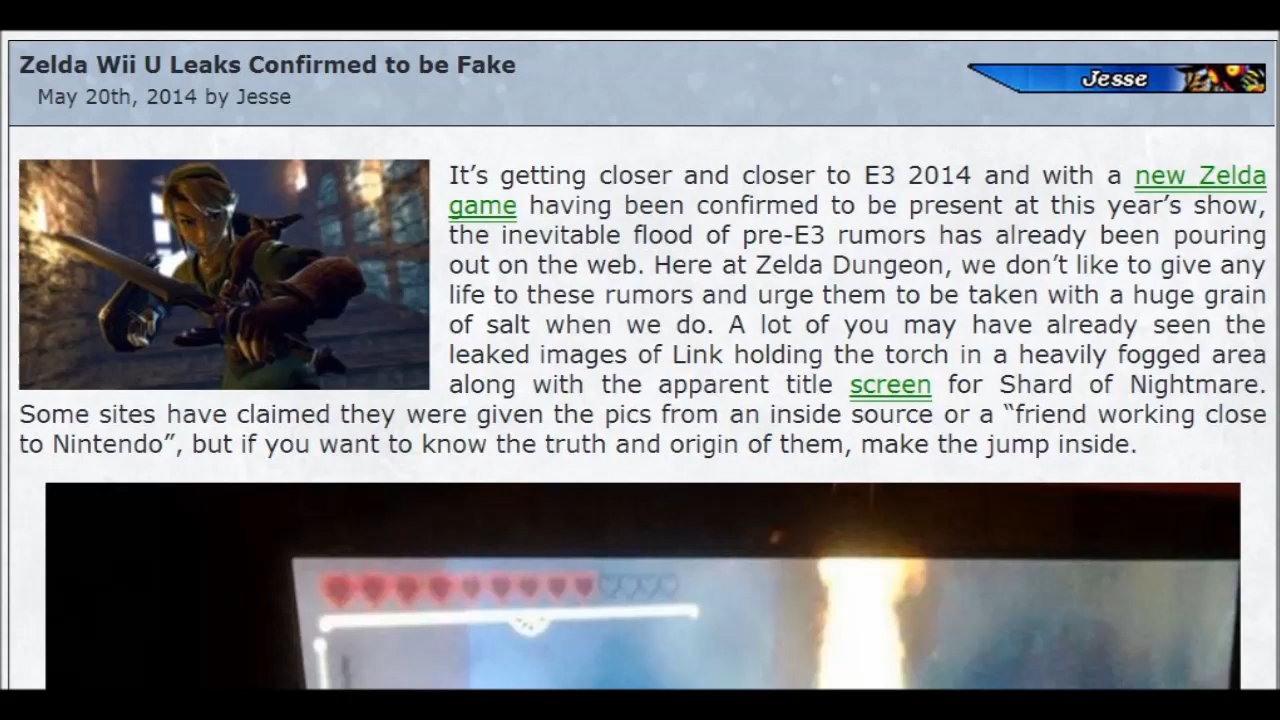 Zelda Wii U Leaks Confirmed to be Fake
May 20th, 2014 by Jesse
Jesse
It’s getting closer and closer to E3 2014 and with a new Zelda
game having been confirmed to be present at this year’s show,
the inevitable flood of pre-E3 rumors has already been pouring
out on the web. Here at Zelda Dungeon, we don’t like to give any
life to these rumors and urge them to be taken with a huge grain
of salt when we do. A lot of you may have already seen the
leaked images of Link holding the torch in a heavily fogged area
along with the apparent title screen for Shard of Nightmare.
Some sites have claimed they were given the pics from an inside source or a “friend working close
to Nintendo”, but if you want to know the truth and origin of them, make the jump inside.